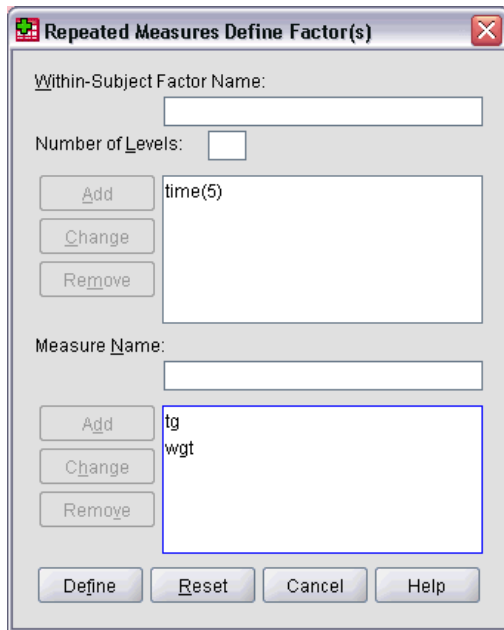 Repeated Measures Define Factor(s)
Within-Subject Factor Name:
Number of Levels:
Add
time(5)
Change
Remove
Measure Name:
Add
tg
wgt
Change
Remove
Define Reset Cancel Help